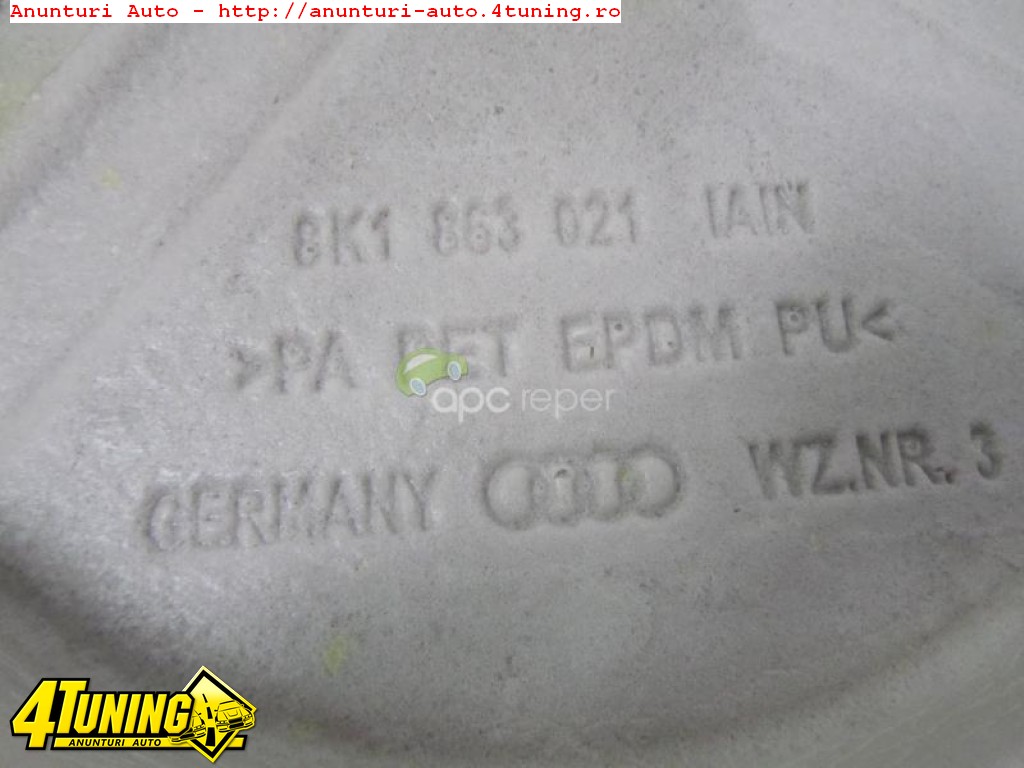 Anunturi Auto - http://anunturi-auto.4tuning.ro
8K1 863 021 IAIN
>PA PET EPDM PU<
apc reper
GERMANY WZ.NR. 3
4TUNING
ANUNTURI AUTO